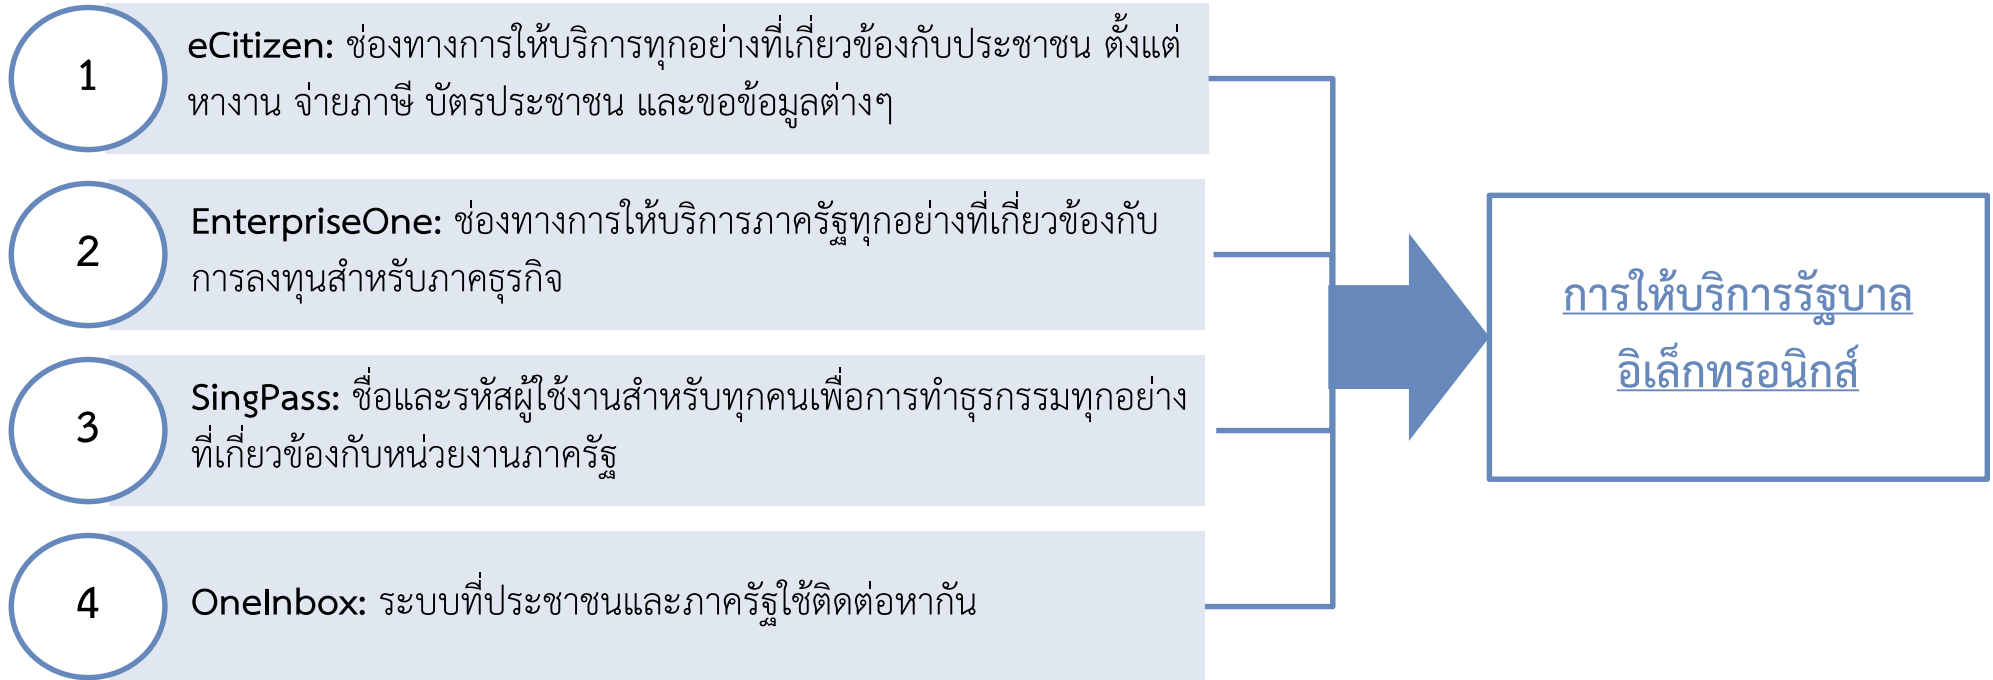 1
eCitizen: ช่องทางการให้บริการทุกอย่างที่เกี่ยวข้องกับประชาชน ตั้งแต่
หางาน จ่ายภาษี บัตรประชาชน และขอข้อมูลต่างๆ
2
EnterpriseOne: ช่องทางการให้บริการภาครัฐทุกอย่างที่เกี่ยวข้องกับ
การลงทุนสำหรับภาคธุรกิจ
3
SingPass: ชื่อและรหัสผู้ใช้งานสำหรับทุกคนเพื่อการทำธุรกรรมทุกอย่าง
ที่เกี่ยวข้องกับหน่วยงานภาครัฐ
4
OneInbox: ระบบที่ประชาชนและภาครัฐใช้ติดต่อหากัน
การให้บริการรัฐบาล
อิเล็กทรอนิกส์